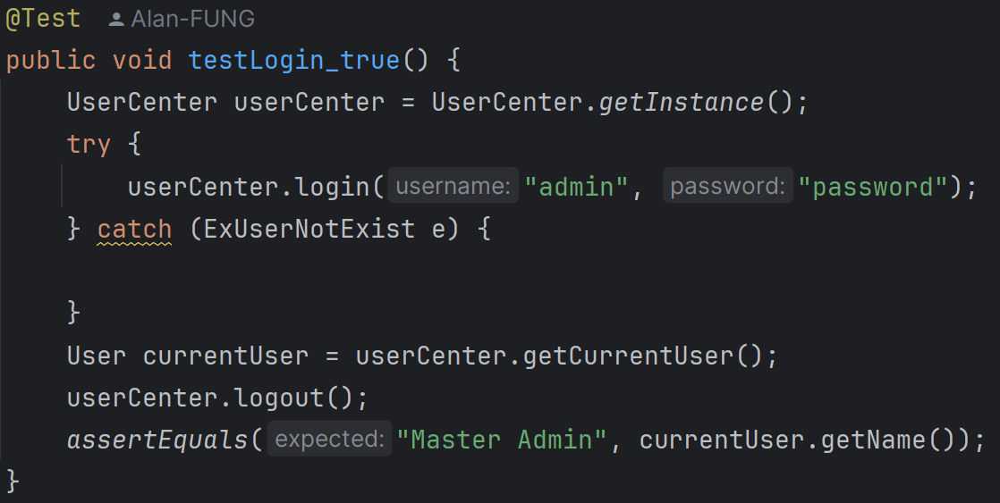 @Test Alan-FUNG
public void testLogin_true() {
    UserCenter userCenter = UserCenter.getInstance();
    try {
        userCenter.login( username: "admin", password: "password");
    } catch (ExUserNotExist e) {
    }
    User currentUser = userCenter.getCurrentUser();
    userCenter.logout();
    assertEquals( expected: "Master Admin", currentUser.getName());
}